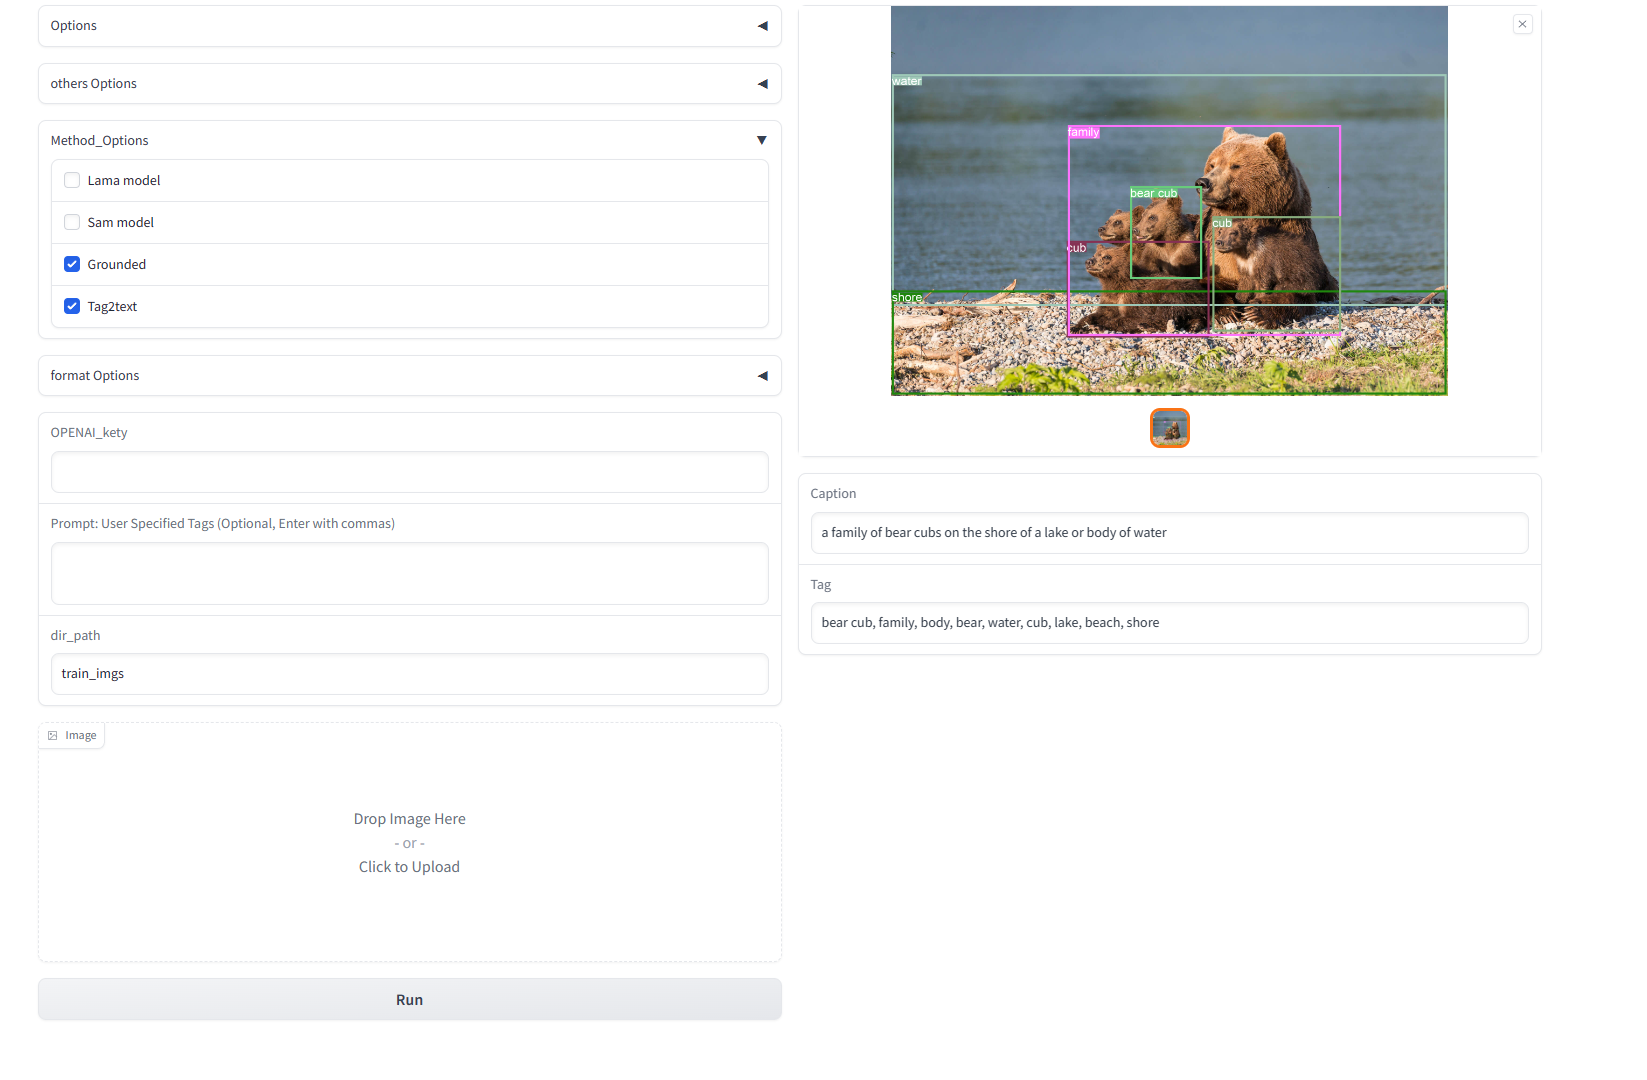 Options
others Options
Method_Options
Lama model
Sam model
Grounded
Tag2text
format Options
OPENAI_kety
Prompt: User Specified Tags (Optional, Enter with commas)
dir_path
train_imgs
Image
Drop Image Here
- or -
Click to Upload
Run
water
family
bear cub
cub
cub
shore
Caption
a family of bear cubs on the shore of a lake or body of water
Tag
bear cub, family, body, bear, water, cub, lake, beach, shore